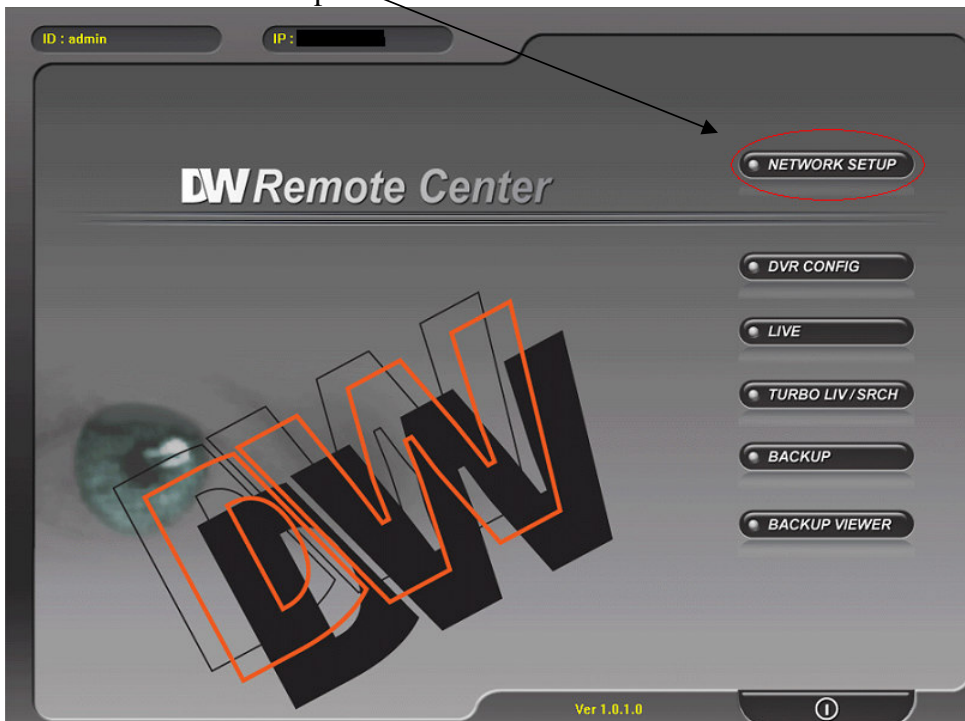 ID : admin
IP :
DW Remote Center
NETWORK SETUP
DVR CONFIG
LIVE
TURBO LIV/SRCH
BACKUP
BACKUP VIEWER
DW
Ver 1.0.1.0